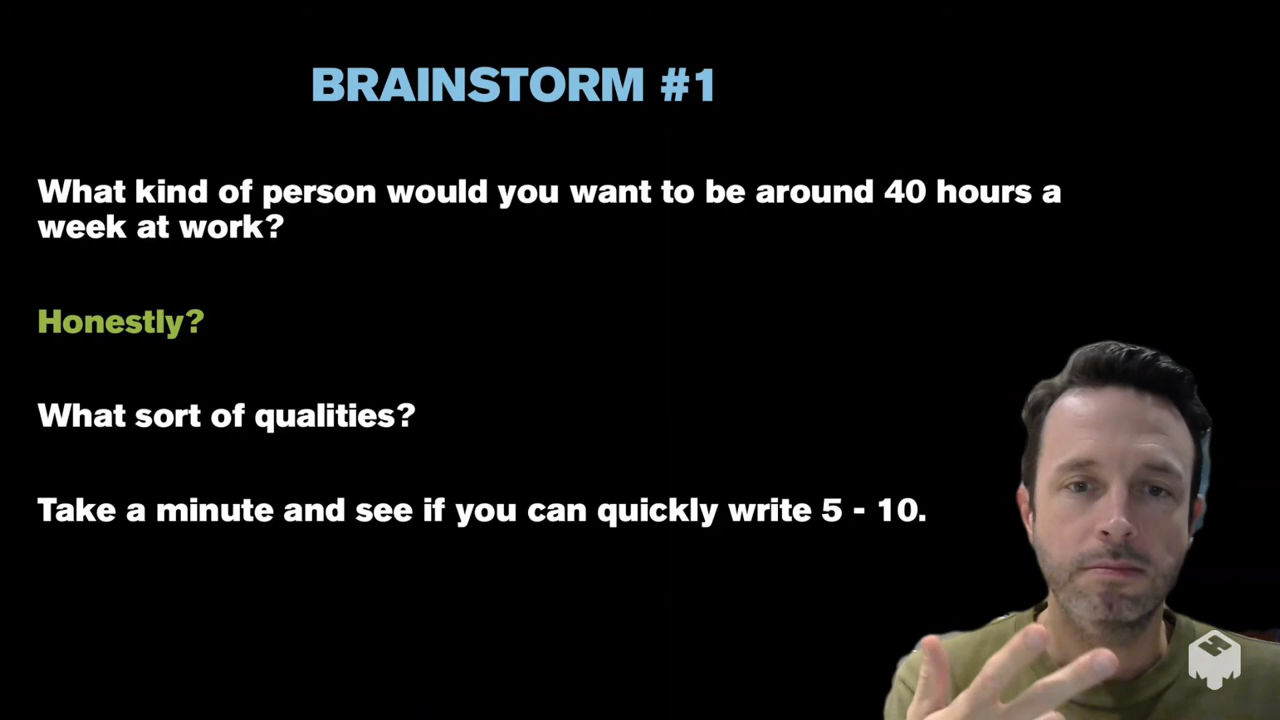 BRAINSTORM #1
What kind of person would you want to be around 40 hours a
week at work?
Honestly?
What sort of qualities?
Take a minute and see if you can quickly write 5 - 10.